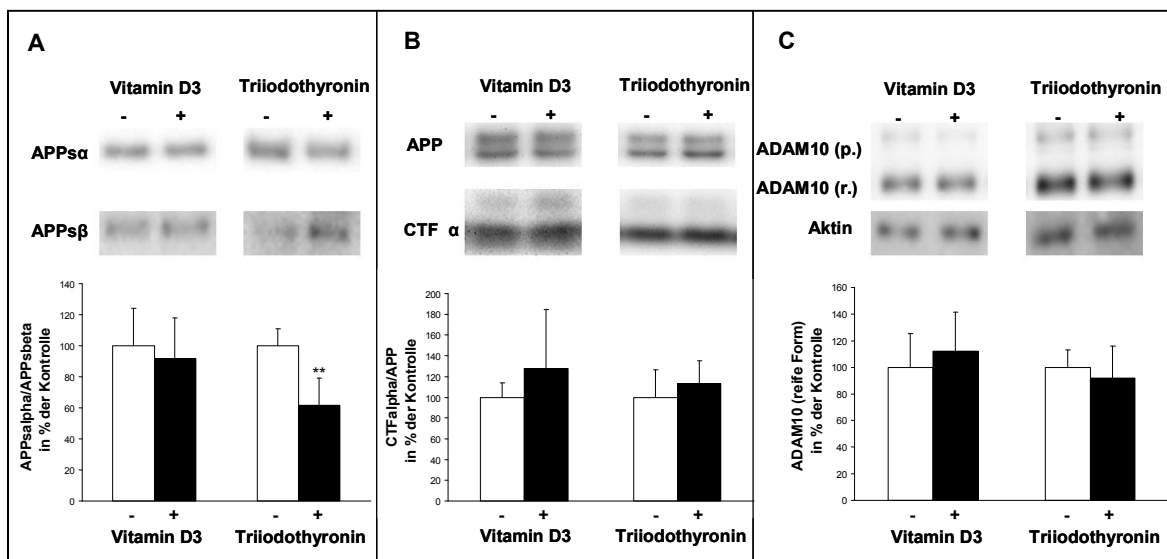 A
Vitamin D3 Triiodothyronin
- + - +
APPsα
APPsβ
APPsalpha/APPsbeta
in % der Kontrolle
140
120
100
80
60
40
20
0
**
- + - +
Vitamin D3 Triiodothyronin
B
Vitamin D3 Triiodothyronin
- + - +
APP
CTF α
CTFalpha/APP
in % der Kontrolle
200
180
160
140
120
100
80
60
40
20
0
- + - +
Vitamin D3 Triiodothyronin
C
Vitamin D3 Triiodothyronin
- + - +
ADAM10 (p.)
ADAM10 (r.)
Aktin
ADAM10 (reife Form)
in % der Kontrolle
160
140
120
100
80
60
40
20
0
- + - +
Vitamin D3 Triiodothyronin